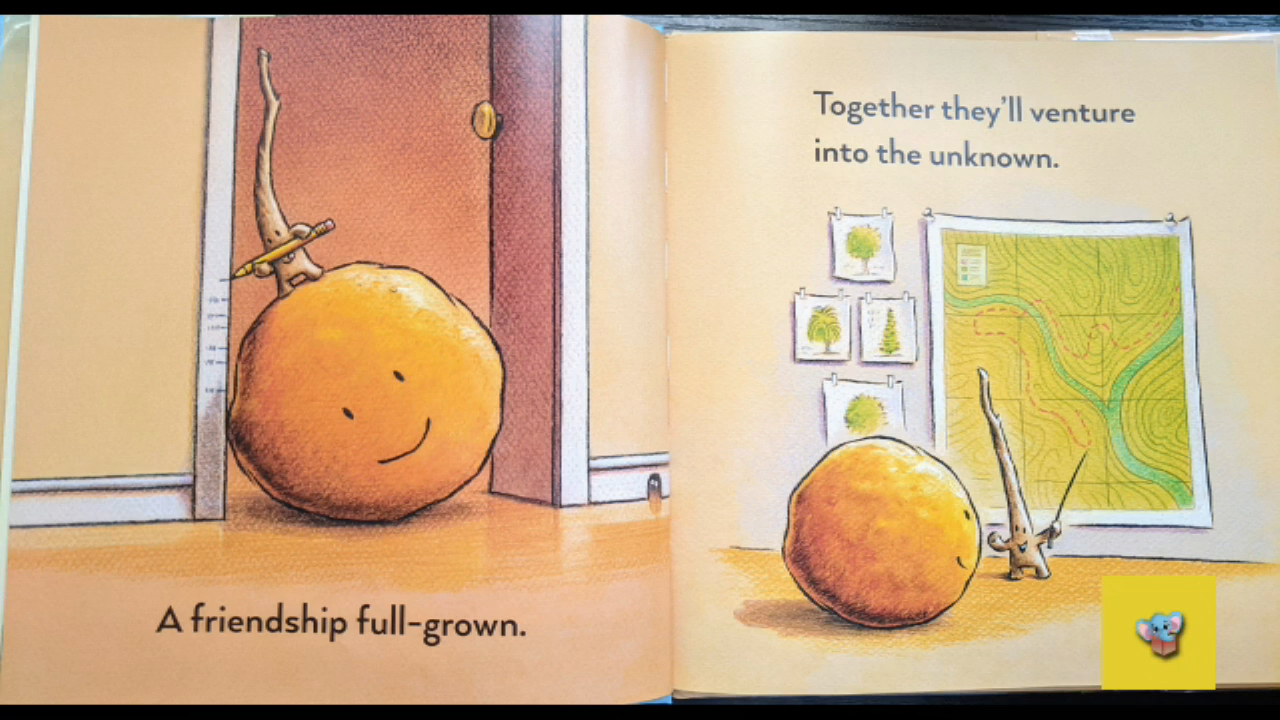 A friendship full-grown.
Together they'll venture
into the unknown.